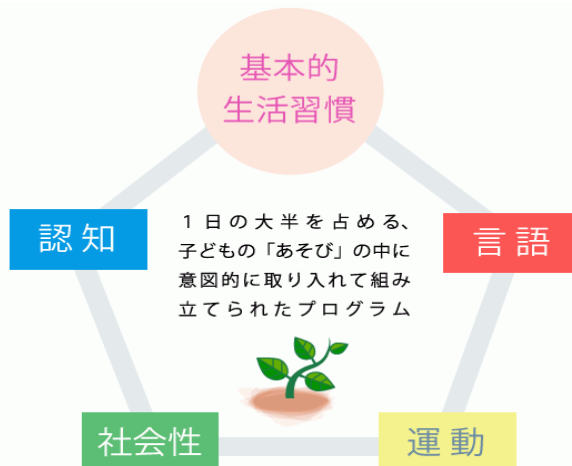 基本的
生活習慣
認知
言語
1日の大半を占める、
子どもの「あそび」の中に
意図的に取り入れて組み
立てられたプログラム
社会性
運動